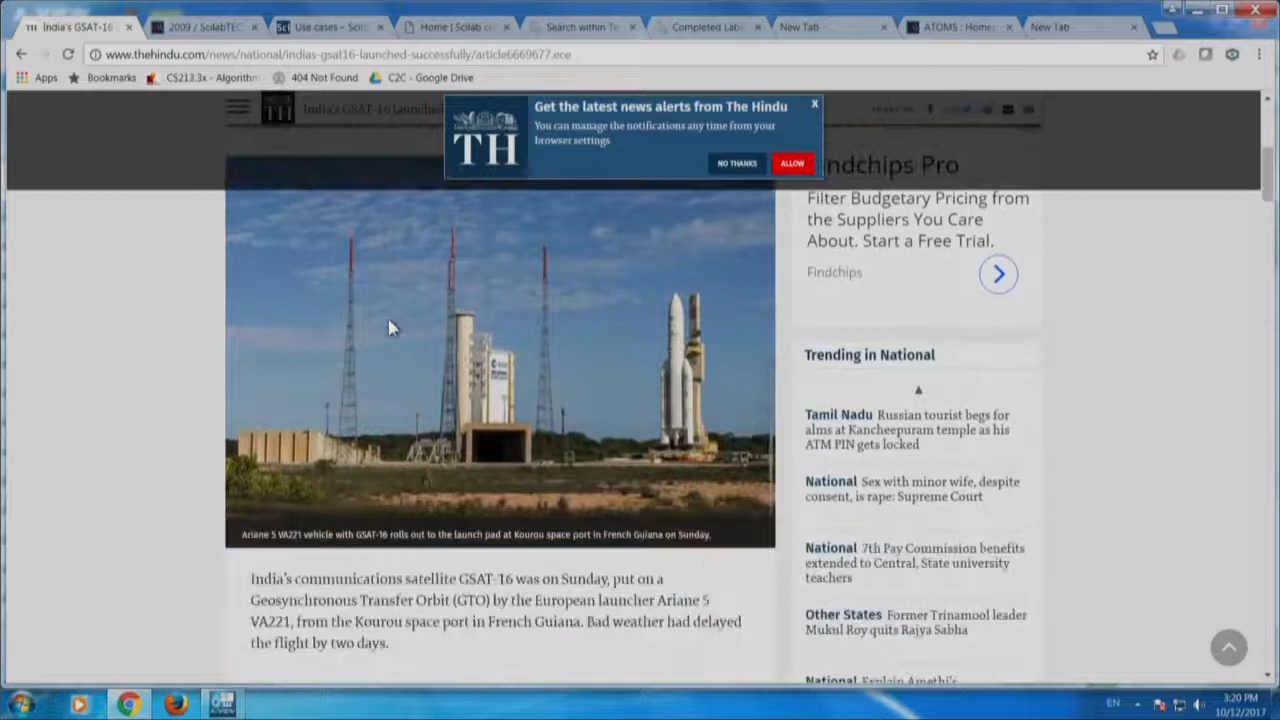 India's GSAT-16
2009 / ScilabTEC
Use cases – Scil
Home | Scilab c
Search within Te
Completed Lab
New Tab
ATOMS : Home
New Tab
www.thehindu.com/news/national/indias-gsat16-launched-successfully/article6669677.ece
Apps
Bookmarks
CS213.3x - Algorithm
404 Not Found
C2C - Google Drive
TH
India's GSAT-16 launched
TH
Get the latest news alerts from The Hindu
You can manage the notifications any time from your
browser settings
NO THANKS
ALLOW
X
ndchips Pro
Filter Budgetary Pricing from
the Suppliers You Care
About. Start a Free Trial.
Findchips
Trending in National
Tamil Nadu Russian tourist begs for
alms at Kancheepuram temple as his
ATM PIN gets locked
National Sex with minor wife, despite
consent, is rape: Supreme Court
National 7th Pay Commission benefits
extended to Central, State university
teachers
Other States Former Trinamool leader
Mukul Roy quits Rajya Sabha
National Explain Amethi's
Ariane 5 VA221 vehicle with GSAT-16 rolls out to the launch pad at Kourou space port in French Guiana on Sunday.
India's communications satellite GSAT-16 was on Sunday, put on a
Geosynchronous Transfer Orbit (GTO) by the European launcher Ariane 5
VA221, from the Kourou space port in French Guiana. Bad weather had delayed
the flight by two days.
EN
3:20 PM
10/12/2017